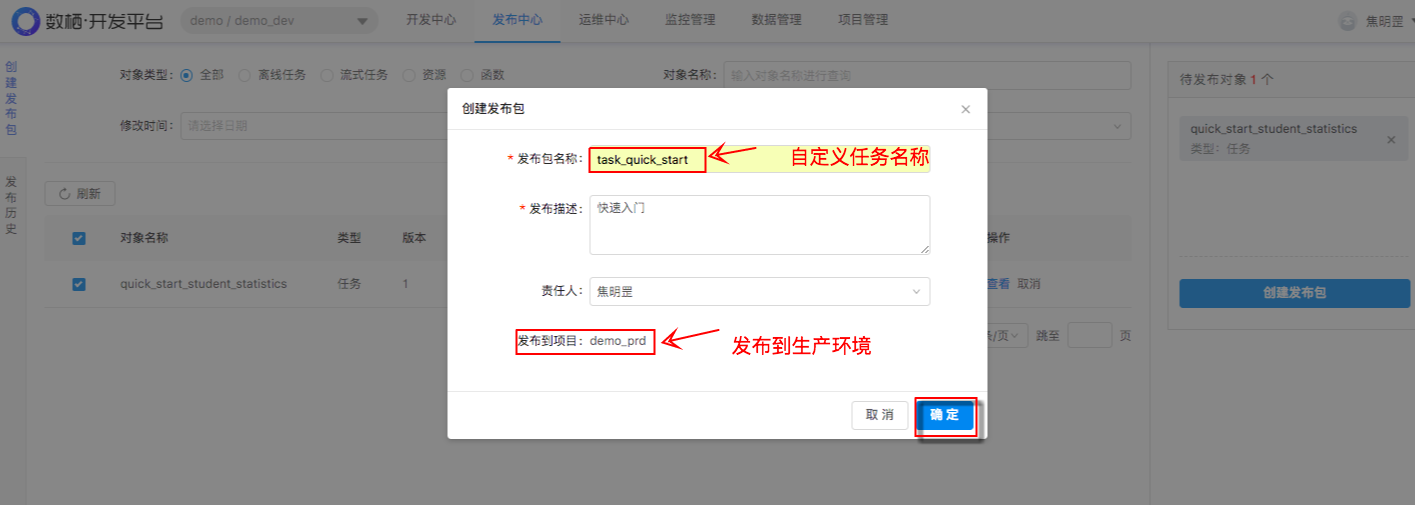 数栖·开发平台 demo / demo_dev 开发中心 发布中心 运维中心 监控管理 数据管理 项目管理 焦明罡
创建发布包
发布历史
对象类型: 全部 离线任务 流式任务 资源 函数 对象名称: 输入对象名称进行查询
修改时间: 请选择日期
刷新
对象名称 类型 版本 操作
quick_start_student_statistics 任务 1 查看 取消
条/页 跳至 页
待发布对象 1 个
quick_start_student_statistics
类型: 任务
创建发布包
创建发布包
* 发布包名称: task_quick_start 自定义任务名称
* 发布描述: 快速入门
责任人: 焦明罡
发布到项目: demo_prd 发布到生产环境
取 消 确 定